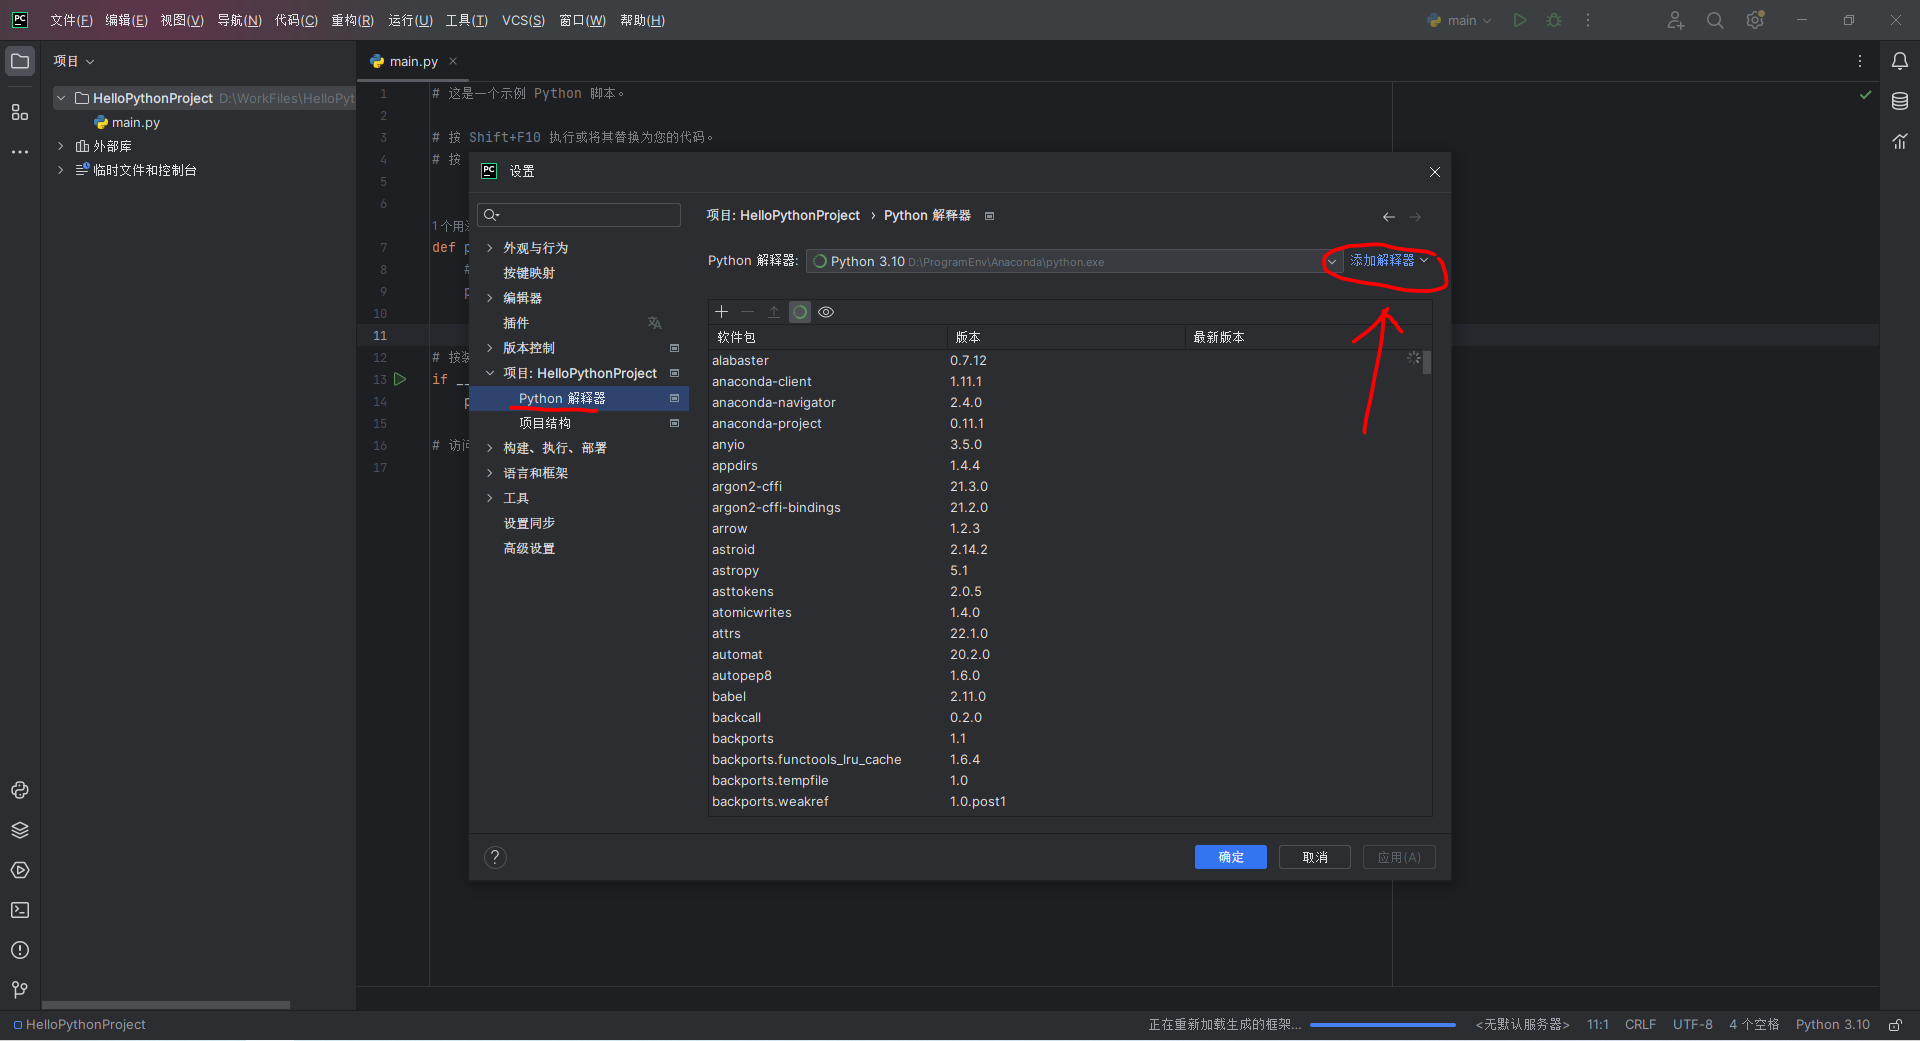 PC 文件(F) 编辑(E) 视图(V) 导航(N) 代码(C) 重构(R) 运行(U) 工具(T) VCS(S) 窗口(W) 帮助(H) main
项目
main.py
HelloPythonProject D:\WorkFiles\HelloPyt
main.py
外部库
临时文件和控制台
1 # 这是一个示例 Python 脚本。
2
3 # 按 Shift+F10 执行或将其替换为您的代码。
4 # 按
5
6
1个用
7 def p
8 #
9 p
10
11
12 # 按装
13 if __
14 p
15
16 # 访问
17
PC 设置
外观与行为
按键映射
编辑器
插件
版本控制
项目: HelloPythonProject
Python 解释器
项目结构
构建、执行、部署
语言和框架
工具
设置同步
高级设置
项目: HelloPythonProject › Python 解释器
Python 解释器: Python 3.10 D:\ProgramEnv\Anaconda\python.exe 添加解释器
软件包 版本 最新版本
alabaster 0.7.12
anaconda-client 1.11.1
anaconda-navigator 2.4.0
anaconda-project 0.11.1
anyio 3.5.0
appdirs 1.4.4
argon2-cffi 21.3.0
argon2-cffi-bindings 21.2.0
arrow 1.2.3
astroid 2.14.2
astropy 5.1
asttokens 2.0.5
atomicwrites 1.4.0
attrs 22.1.0
automat 20.2.0
autopep8 1.6.0
babel 2.11.0
backcall 0.2.0
backports 1.1
backports.functools_lru_cache 1.6.4
backports.tempfile 1.0
backports.weakref 1.0.post1
? 确定 取消 应用(A)
HelloPythonProject 正在重新加载生成的框架... <无默认服务器> 11:1 CRLF UTF-8 4 个空格 Python 3.10